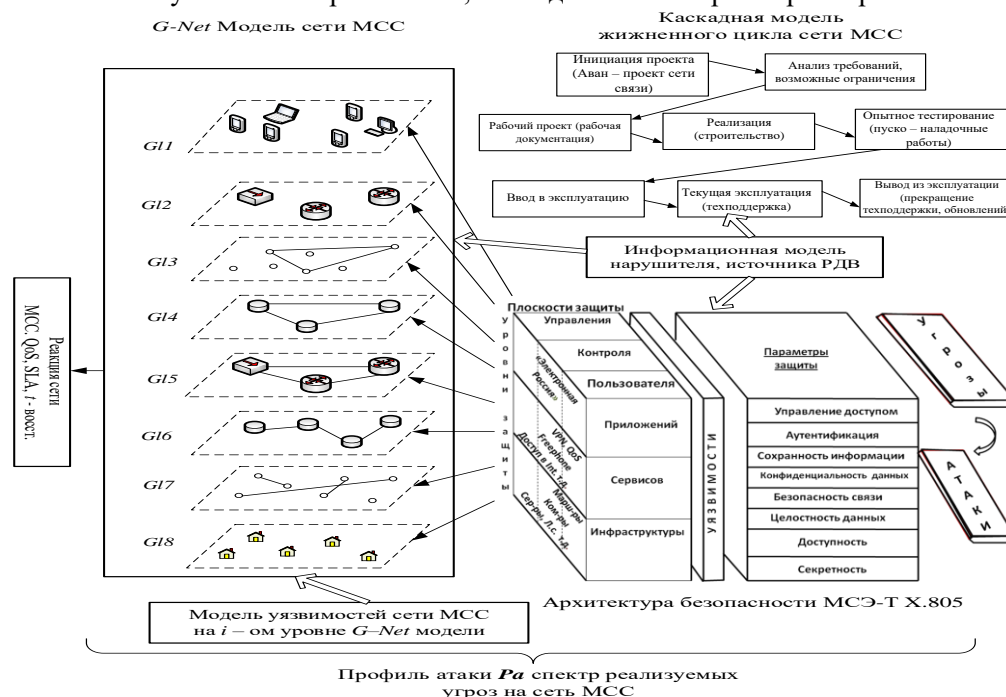 G-Net Модель сети МСС
Каскадная модель
жижненного цикла сети МСС
Инициация проекта
(Аван – проект сети
связи)
Анализ требований,
возможные ограничения
Рабочий проект (рабочая
документация)
Реализация
(строительство)
Опытное тестирование
(пуско – наладочные
работы)
Ввод в эксплуатацию
Текущая эксплуатация
(техподдержка)
Вывод из эксплуатации
(прекращение
техподдержки, обновлений)
Информационная модель
нарушителя, источника РДВ
Gl1
Gl2
Gl3
Gl4
Gl5
Gl6
Gl7
Gl8
Реакция сети
МСС. QoS, SLA, t - восст.
Плоскости защиты
Уровни защиты
Управления
Контроля
Пользователя
«Электронная
Россия»
VPN, QoS
Freephone
Доступ в Int. т.д.
Марш-ры
Ком-ры
Сер-ры, Л.с. т.д.
Приложений
Сервисов
Инфраструктуры
УЯЗВИМОСТИ
Параметры
защиты
Управление доступом
Аутентификация
Сохранность информации
Конфиденциальность данных
Безопасность связи
Целостность данных
Доступность
Секретность
Угрозы
АТАКИ
Архитектура безопасности МСЭ-Т X.805
Модель уязвимостей сети МСС
на i – ом уровне G–Net модели
Профиль атаки Pa спектр реализуемых
угроз на сеть МСС